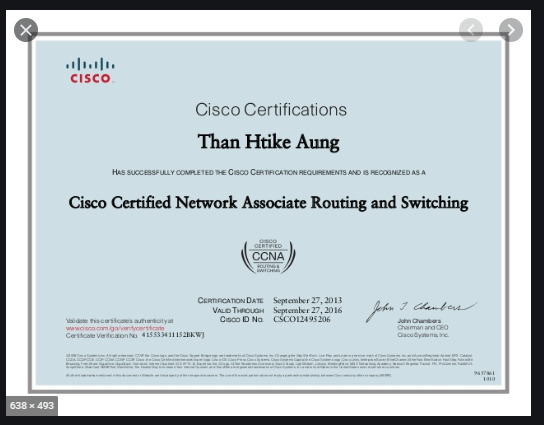 CISCO
Cisco Certifications
Than Htike Aung
HAS SUCCESSFULLY COMPLETED THE CISCO CERTIFICATION REQUIREMENTS AND IS RECOGNIZED AS A
Cisco Certified Network Associate Routing and Switching
CISCO
CERTIFIED
CCNA
ROUTING &
SWITCHING
CERTIFICATION DATE September 27, 2013
VALID THROUGH September 27, 2016
CISCO ID NO. CSCO12495206
Validate this certificate's authenticity at
www.cisco.com/go/verifycertificate
Certificate Verification No. 415533411152BKWJ
John T. Chambers
John Chambers
Chairman and CEO
Cisco Systems, Inc.
1010
638 × 493